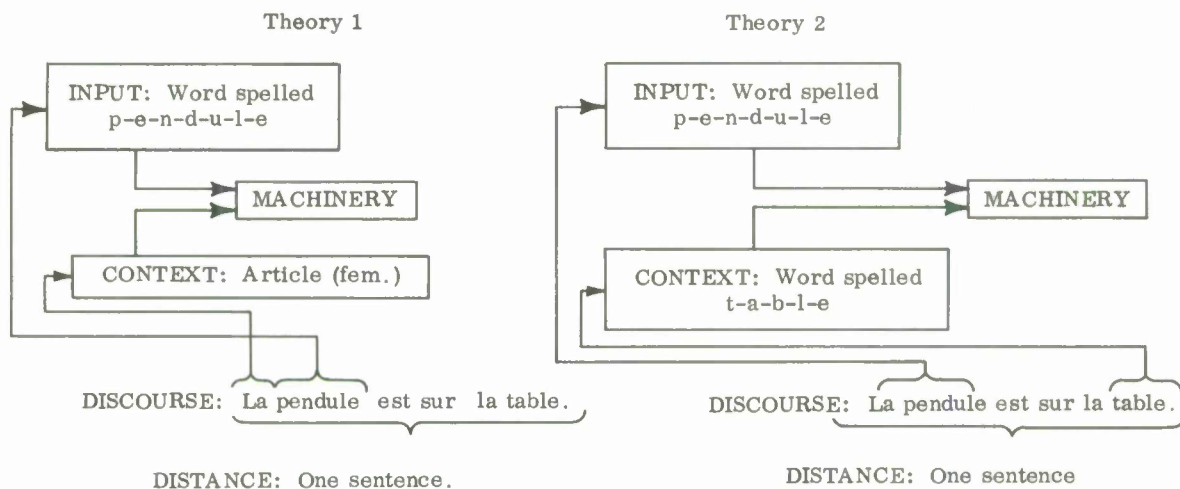 Theory 1
INPUT: Word spelled
p-e-n-d-u-l-e
MACHINERY
CONTEXT: Article (fem.)
DISCOURSE: La pendule est sur la table.
DISTANCE: One sentence.
Theory 2
INPUT: Word spelled
p-e-n-d-u-l-e
MACHINERY
CONTEXT: Word spelled
t-a-b-l-e
DISCOURSE: La pendule est sur la table.
DISTANCE: One sentence